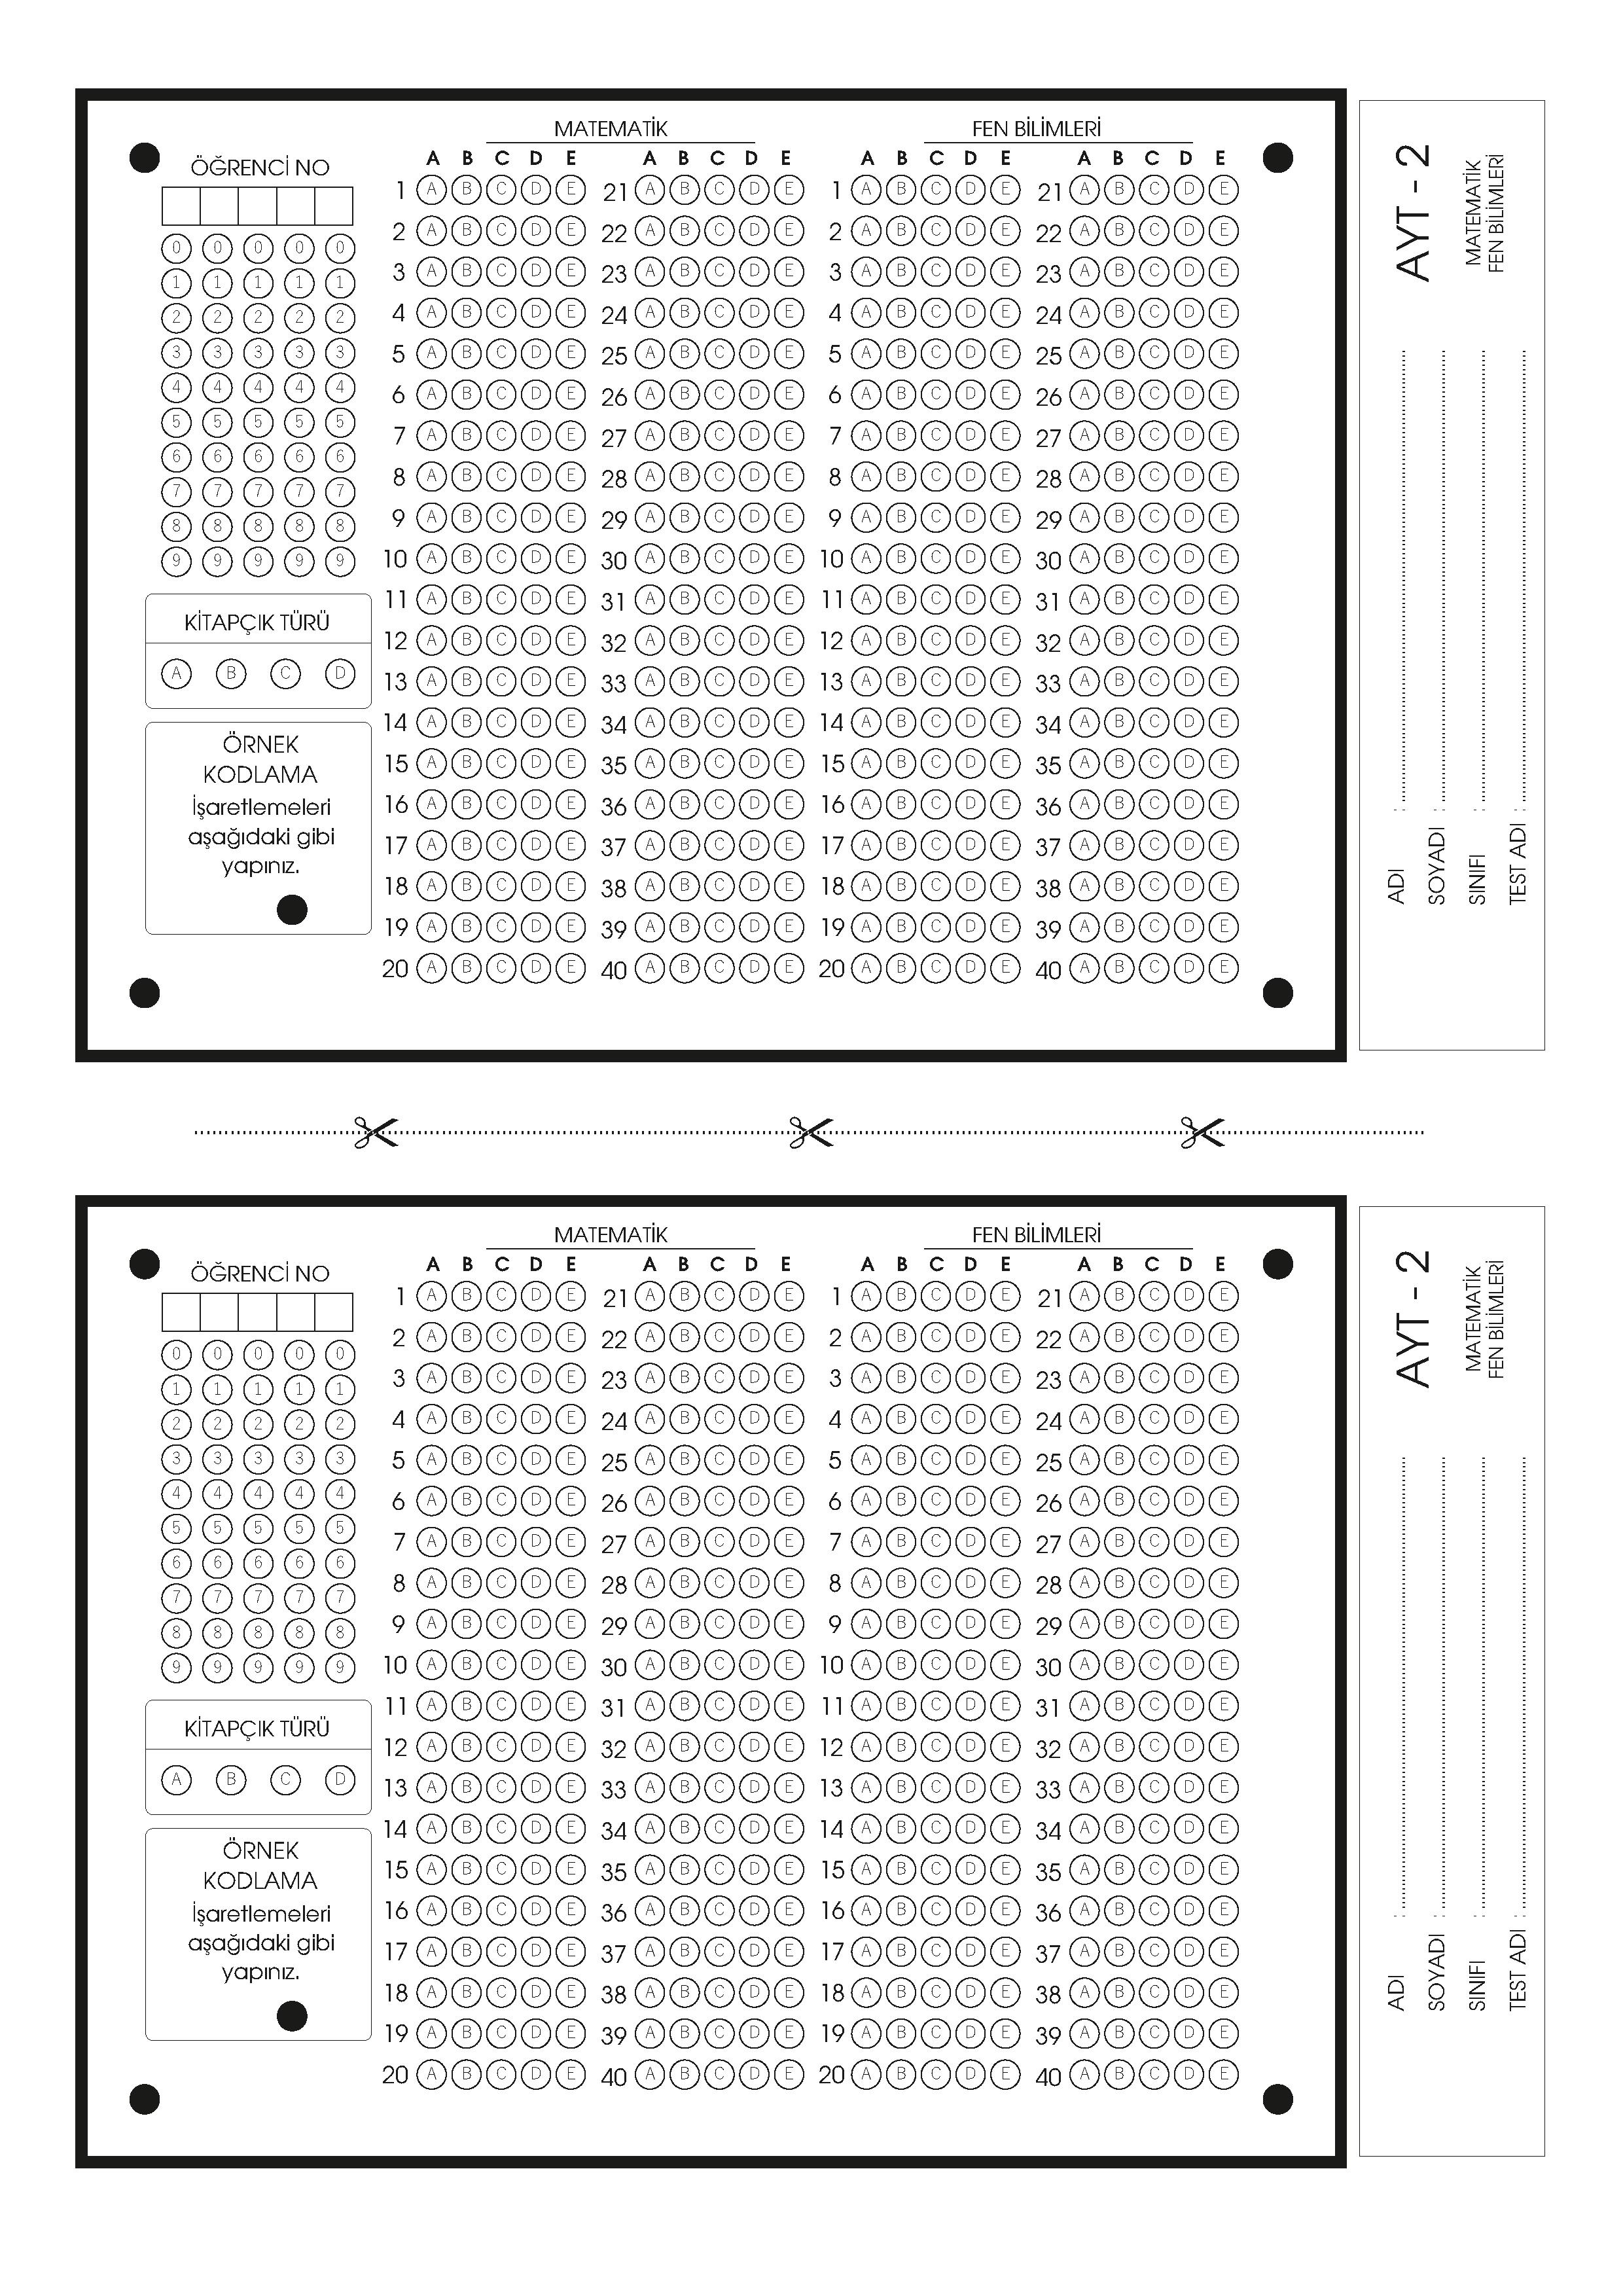 MATEMATİK FEN BİLİMLERİ
ÖĞRENCİ NO
A B C D E A B C D E A B C D E A B C D E
1 A B C D E 21 A B C D E 1 A B C D E 21 A B C D E
2 A B C D E 22 A B C D E 2 A B C D E 22 A B C D E
3 A B C D E 23 A B C D E 3 A B C D E 23 A B C D E
4 A B C D E 24 A B C D E 4 A B C D E 24 A B C D E
5 A B C D E 25 A B C D E 5 A B C D E 25 A B C D E
6 A B C D E 26 A B C D E 6 A B C D E 26 A B C D E
7 A B C D E 27 A B C D E 7 A B C D E 27 A B C D E
8 A B C D E 28 A B C D E 8 A B C D E 28 A B C D E
9 A B C D E 29 A B C D E 9 A B C D E 29 A B C D E
10 A B C D E 30 A B C D E 10 A B C D E 30 A B C D E
11 A B C D E 31 A B C D E 11 A B C D E 31 A B C D E
12 A B C D E 32 A B C D E 12 A B C D E 32 A B C D E
13 A B C D E 33 A B C D E 13 A B C D E 33 A B C D E
14 A B C D E 34 A B C D E 14 A B C D E 34 A B C D E
15 A B C D E 35 A B C D E 15 A B C D E 35 A B C D E
16 A B C D E 36 A B C D E 16 A B C D E 36 A B C D E
17 A B C D E 37 A B C D E 17 A B C D E 37 A B C D E
18 A B C D E 38 A B C D E 18 A B C D E 38 A B C D E
19 A B C D E 39 A B C D E 19 A B C D E 39 A B C D E
20 A B C D E 40 A B C D E 20 A B C D E 40 A B C D E
0 0 0 0 0
1 1 1 1 1
2 2 2 2 2
3 3 3 3 3
4 4 4 4 4
5 5 5 5 5
6 6 6 6 6
7 7 7 7 7
8 8 8 8 8
9 9 9 9 9
KİTAPÇIK TÜRÜ
A B C D
ÖRNEK
KODLAMA
İşaretlemeleri
aşağıdaki gibi
yapınız.
AYT - 2
MATEMATİK
FEN BİLİMLERİ
ADI :
SOYADI :
SINIFI :
TEST ADI :
MATEMATİK FEN BİLİMLERİ
ÖĞRENCİ NO
A B C D E A B C D E A B C D E A B C D E
1 A B C D E 21 A B C D E 1 A B C D E 21 A B C D E
2 A B C D E 22 A B C D E 2 A B C D E 22 A B C D E
3 A B C D E 23 A B C D E 3 A B C D E 23 A B C D E
4 A B C D E 24 A B C D E 4 A B C D E 24 A B C D E
5 A B C D E 25 A B C D E 5 A B C D E 25 A B C D E
6 A B C D E 26 A B C D E 6 A B C D E 26 A B C D E
7 A B C D E 27 A B C D E 7 A B C D E 27 A B C D E
8 A B C D E 28 A B C D E 8 A B C D E 28 A B C D E
9 A B C D E 29 A B C D E 9 A B C D E 29 A B C D E
10 A B C D E 30 A B C D E 10 A B C D E 30 A B C D E
11 A B C D E 31 A B C D E 11 A B C D E 31 A B C D E
12 A B C D E 32 A B C D E 12 A B C D E 32 A B C D E
13 A B C D E 33 A B C D E 13 A B C D E 33 A B C D E
14 A B C D E 34 A B C D E 14 A B C D E 34 A B C D E
15 A B C D E 35 A B C D E 15 A B C D E 35 A B C D E
16 A B C D E 36 A B C D E 16 A B C D E 36 A B C D E
17 A B C D E 37 A B C D E 17 A B C D E 37 A B C D E
18 A B C D E 38 A B C D E 18 A B C D E 38 A B C D E
19 A B C D E 39 A B C D E 19 A B C D E 39 A B C D E
20 A B C D E 40 A B C D E 20 A B C D E 40 A B C D E
0 0 0 0 0
1 1 1 1 1
2 2 2 2 2
3 3 3 3 3
4 4 4 4 4
5 5 5 5 5
6 6 6 6 6
7 7 7 7 7
8 8 8 8 8
9 9 9 9 9
KİTAPÇIK TÜRÜ
A B C D
ÖRNEK
KODLAMA
İşaretlemeleri
aşağıdaki gibi
yapınız.
AYT - 2
MATEMATİK
FEN BİLİMLERİ
ADI :
SOYADI :
SINIFI :
TEST ADI :